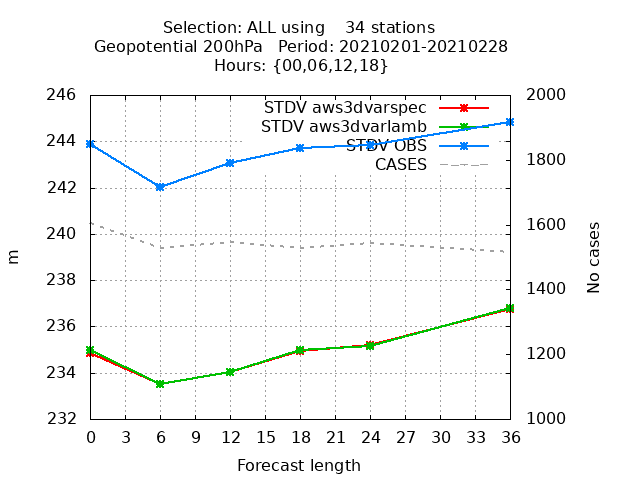 Selection: ALL using    34 stations
Geopotential 200hPa   Period: 20210201-20210228
Hours: {00,06,12,18}
STDV aws3dvarspec
STDV aws3dvarlamb
STDV OBS
CASES
246
244
242
240
238
236
234
232
m
2000
1800
1600
1400
1200
1000
No cases
0 3 6 9 12 15 18 21 24 27 30 33 36
Forecast length